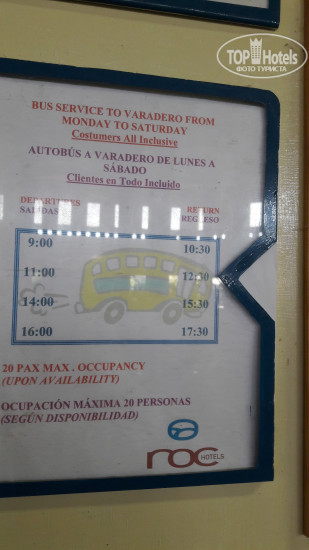 TOP Hotels
ФОТО ТУРИСТА
BUS SERVICE TO VARADERO FROM
MONDAY TO SATURDAY
Costumers All Inclusive
AUTOBÚS A VARADERO DE LUNES A
SÁBADO
Clientes en Todo Incluido
DEPARTURES RETURN
SALIDAS REGRESO
9:00 10:30
11:00 12:30
14:00 15:30
16:00 17:30
20 PAX MAX . OCCUPANCY
(UPON AVAILABILITY)
OCUPACIÓN MÁXIMA 20 PERSONAS
(SEGÚN DISPONIBILIDAD)
roc
HOTELS